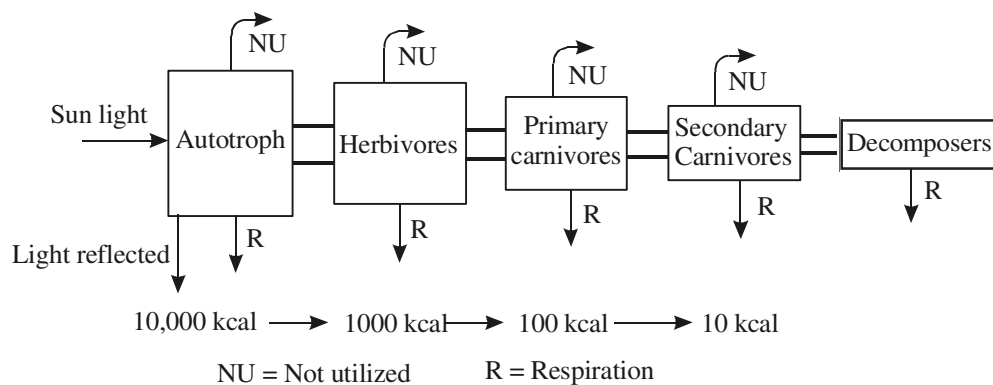 NU
NU
NU
NU
Sun light
Autotroph
Herbivores
Primary
carnivores
Secondary
Carnivores
Decomposers
R
R
R
R
R
Light reflected
10,000 kcal
1000 kcal
100 kcal
10 kcal
NU = Not utilized
R = Respiration